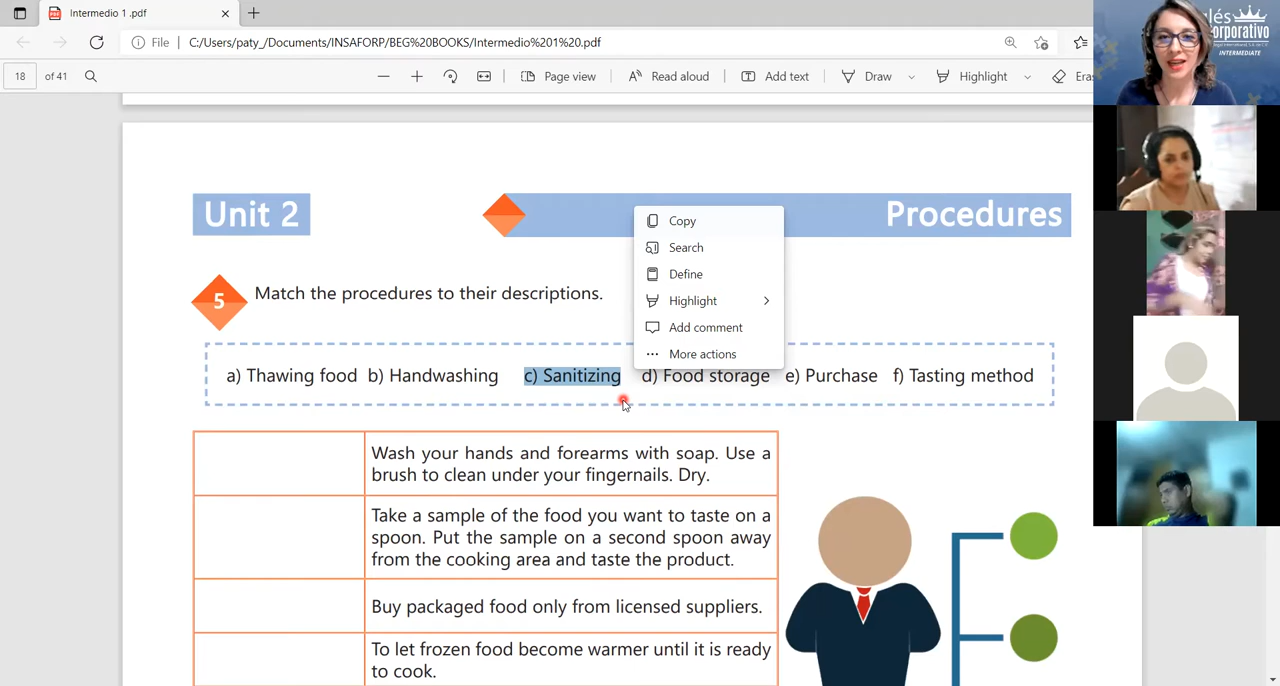 Intermedio 1 .pdf
File C:/Users/paty_/Documents/INSAFORP/BEG%20BOOKS/Intermedio%201%20.pdf
18 of 41 Page view Read aloud Add text Draw Highlight
Unit 2 Procedures
Copy
Search
Define
Highlight
Add comment
More actions
5 Match the procedures to their descriptions.
a) Thawing food b) Handwashing c) Sanitizing d) Food storage e) Purchase f) Tasting method
Wash your hands and forearms with soap. Use a
brush to clean under your fingernails. Dry.
Take a sample of the food you want to taste on a
spoon. Put the sample on a second spoon away
from the cooking area and taste the product.
Buy packaged food only from licensed suppliers.
To let frozen food become warmer until it is ready
to cook.
INTERMEDIATE